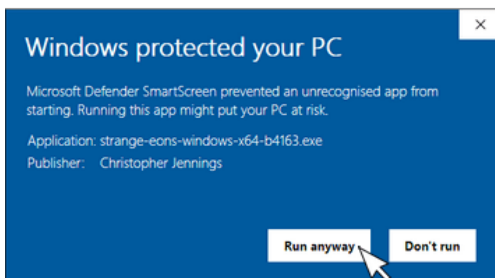 Windows protected your PC
Microsoft Defender SmartScreen prevented an unrecognised app from
starting. Running this app might put your PC at risk.
Application: strange-eons-windows-x64-b4163.exe
Publisher: Christopher Jennings
Run anyway Don't run